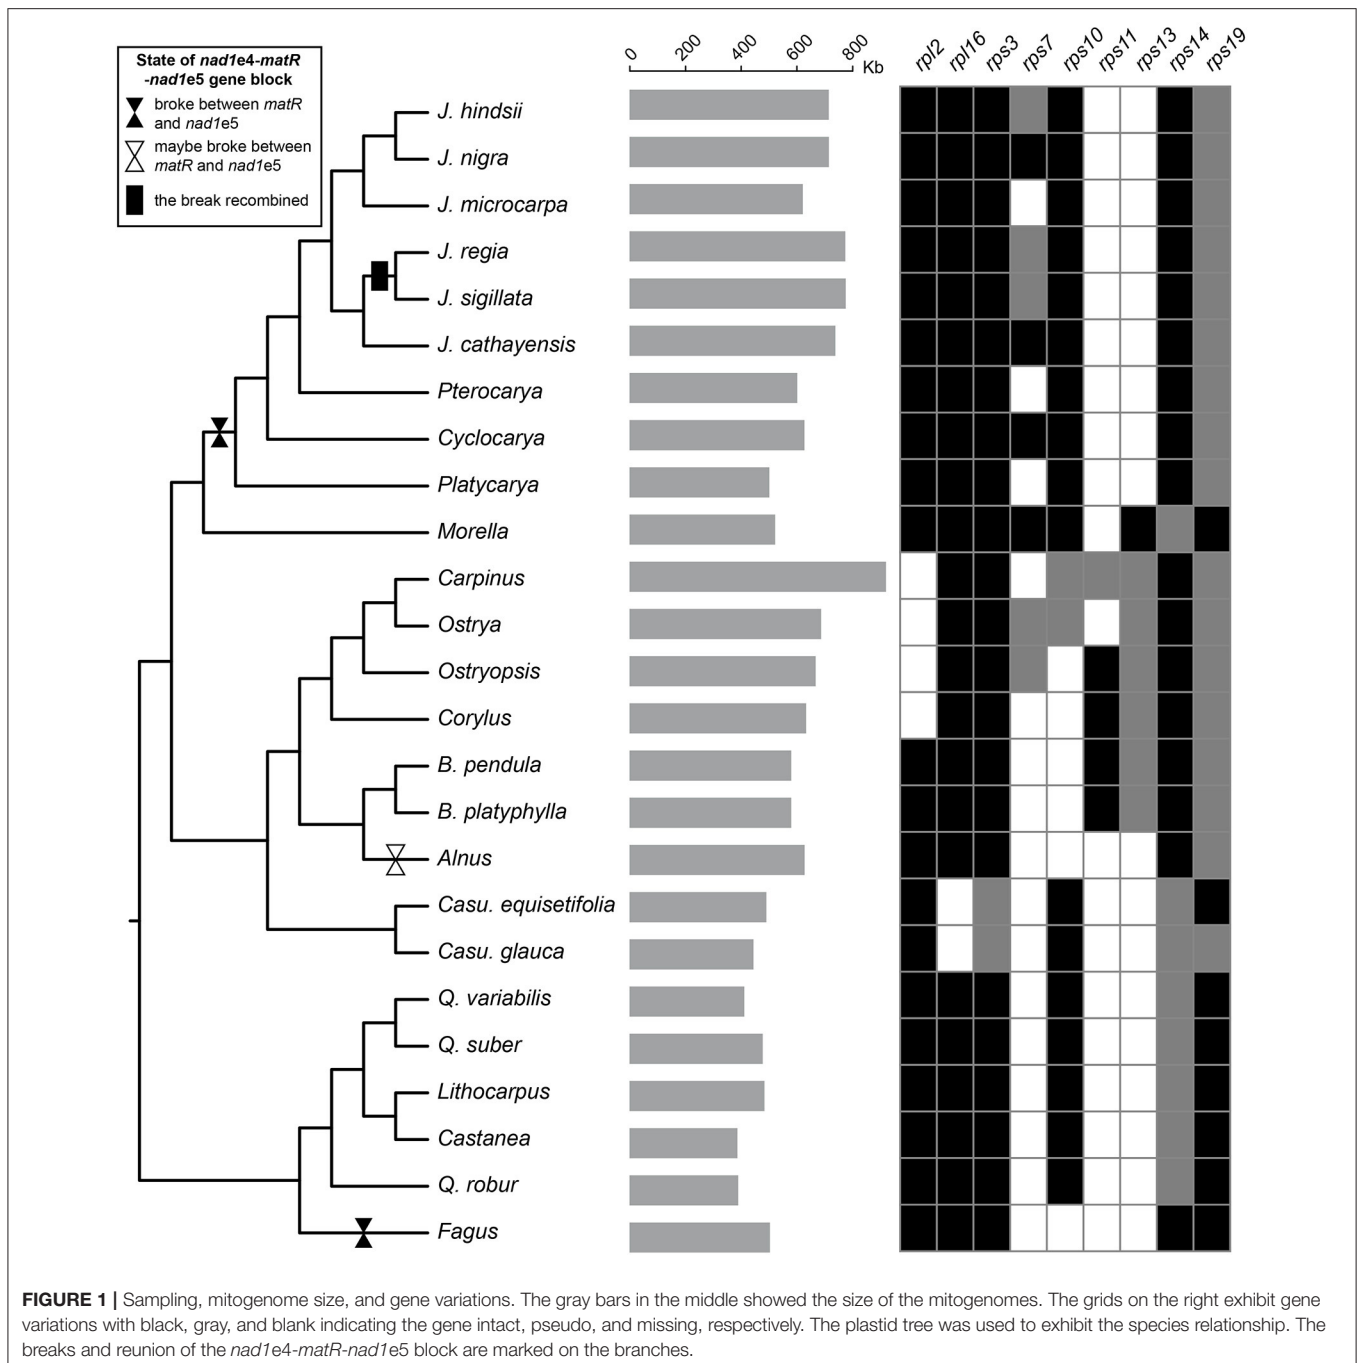 State of nad1e4-matR
-nad1e5 gene block
broke between matR
and nad1e5
maybe broke between
matR and nad1e5
the break recombined
0 200 400 600 800 Kb
rpl2 rpl16 rps3 rps7 rps10 rps11 rps13 rps14 rps19
J. hindsii
J. nigra
J. microcarpa
J. regia
J. sigillata
J. cathayensis
Pterocarya
Cyclocarya
Platycarya
Morella
Carpinus
Ostrya
Ostryopsis
Corylus
B. pendula
B. platyphylla
Alnus
Casu. equisetifolia
Casu. glauca
Q. variabilis
Q. suber
Lithocarpus
Castanea
Q. robur
Fagus
FIGURE 1 | Sampling, mitogenome size, and gene variations. The gray bars in the middle showed the size of the mitogenomes. The grids on the right exhibit gene
variations with black, gray, and blank indicating the gene intact, pseudo, and missing, respectively. The plastid tree was used to exhibit the species relationship. The
breaks and reunion of the nad1e4-matR-nad1e5 block are marked on the branches.